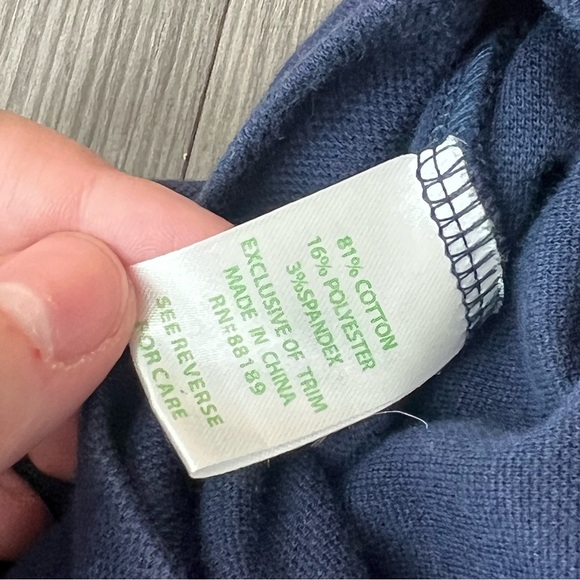 81% COTTON
16% POLYESTER
3%SPANDEX
EXCLUSIVE OF TRIM
MADE IN CHINA
RN#88189
SEE REVERSE
FOR CARE